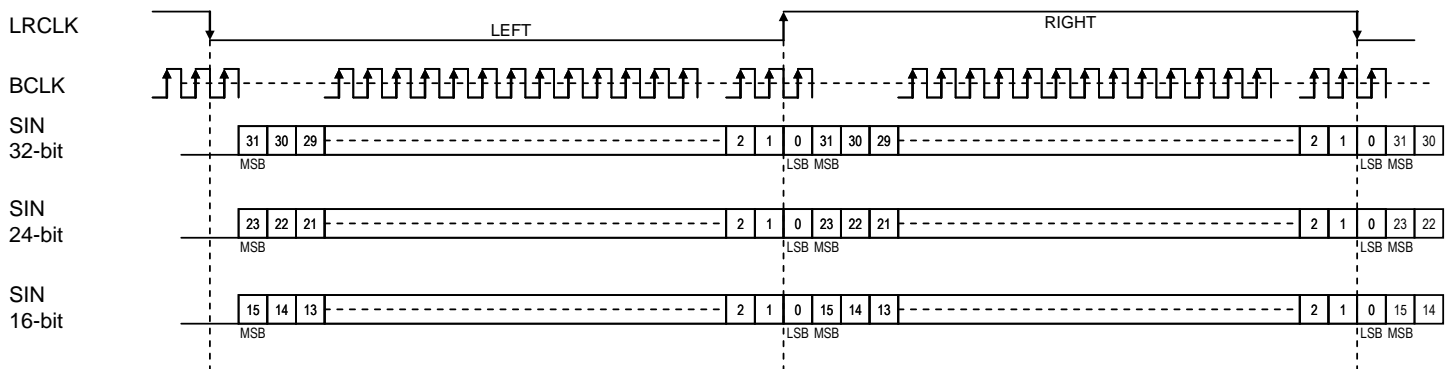 LRCLK
LEFT
RIGHT
BCLK
SIN
32-bit
31 30 29 2 1 0 31 30 29 2 1 0 31 30
MSB LSB MSB LSB MSB
SIN
24-bit
23 22 21 2 1 0 23 22 21 2 1 0 23 22
MSB LSB MSB LSB MSB
SIN
16-bit
15 14 13 2 1 0 15 14 13 2 1 0 15 14
MSB LSB MSB LSB MSB